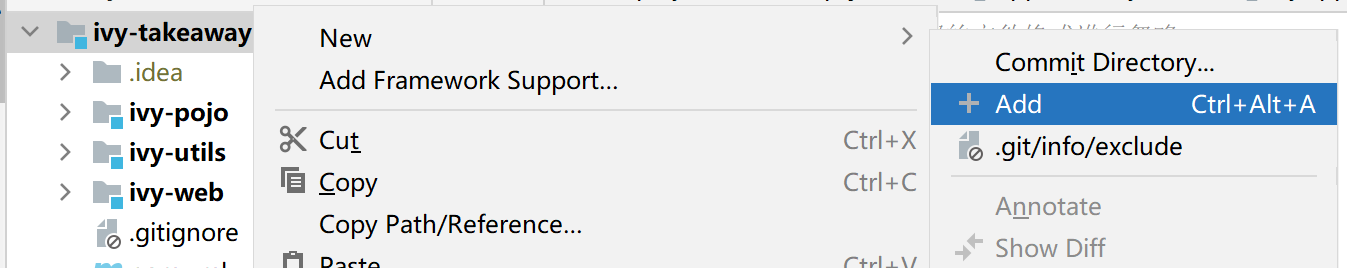 ivy-takeaway
.idea
ivy-pojo
ivy-utils
ivy-web
.gitignore
New
Add Framework Support...
Cut Ctrl+X
Copy Ctrl+C
Copy Path/Reference...
Paste Ctrl+V
Commit Directory...
Add Ctrl+Alt+A
.git/info/exclude
Annotate
Show Diff